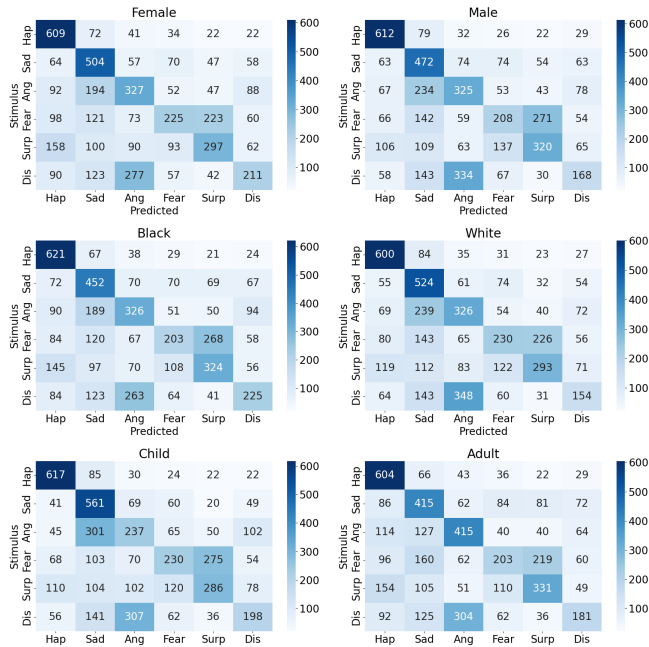 Female
Stimulus
Hap 609 72 41 34 22 22
Sad 64 504 57 70 47 58
Ang 92 194 327 52 47 88
Fear 98 121 73 225 223 60
Surp 158 100 90 93 297 62
Dis 90 123 277 57 42 211
Hap Sad Ang Fear Surp Dis
Predicted
600
500
400
300
200
100
Male
Stimulus
Hap 612 79 32 26 22 29
Sad 63 472 74 74 54 63
Ang 67 234 325 53 43 78
Fear 66 142 59 208 271 54
Surp 106 109 63 137 320 65
Dis 58 143 334 67 30 168
Hap Sad Ang Fear Surp Dis
Predicted
600
500
400
300
200
100
Black
Stimulus
Hap 621 67 38 29 21 24
Sad 72 452 70 70 69 67
Ang 90 189 326 51 50 94
Fear 84 120 67 203 268 58
Surp 145 97 70 108 324 56
Dis 84 123 263 64 41 225
Hap Sad Ang Fear Surp Dis
Predicted
600
500
400
300
200
100
White
Stimulus
Hap 600 84 35 31 23 27
Sad 55 524 61 74 32 54
Ang 69 239 326 54 40 72
Fear 80 143 65 230 226 56
Surp 119 112 83 122 293 71
Dis 64 143 348 60 31 154
Hap Sad Ang Fear Surp Dis
Predicted
600
500
400
300
200
100
Child
Stimulus
Hap 617 85 30 24 22 22
Sad 41 561 69 60 20 49
Ang 45 301 237 65 50 102
Fear 68 103 70 230 275 54
Surp 110 104 102 120 286 78
Dis 56 141 307 62 36 198
Hap Sad Ang Fear Surp Dis
Predicted
600
500
400
300
200
100
Adult
Stimulus
Hap 604 66 43 36 22 29
Sad 86 415 62 84 81 72
Ang 114 127 415 40 40 64
Fear 96 160 62 203 219 60
Surp 154 105 51 110 331 49
Dis 92 125 304 62 36 181
Hap Sad Ang Fear Surp Dis
Predicted
600
500
400
300
200
100